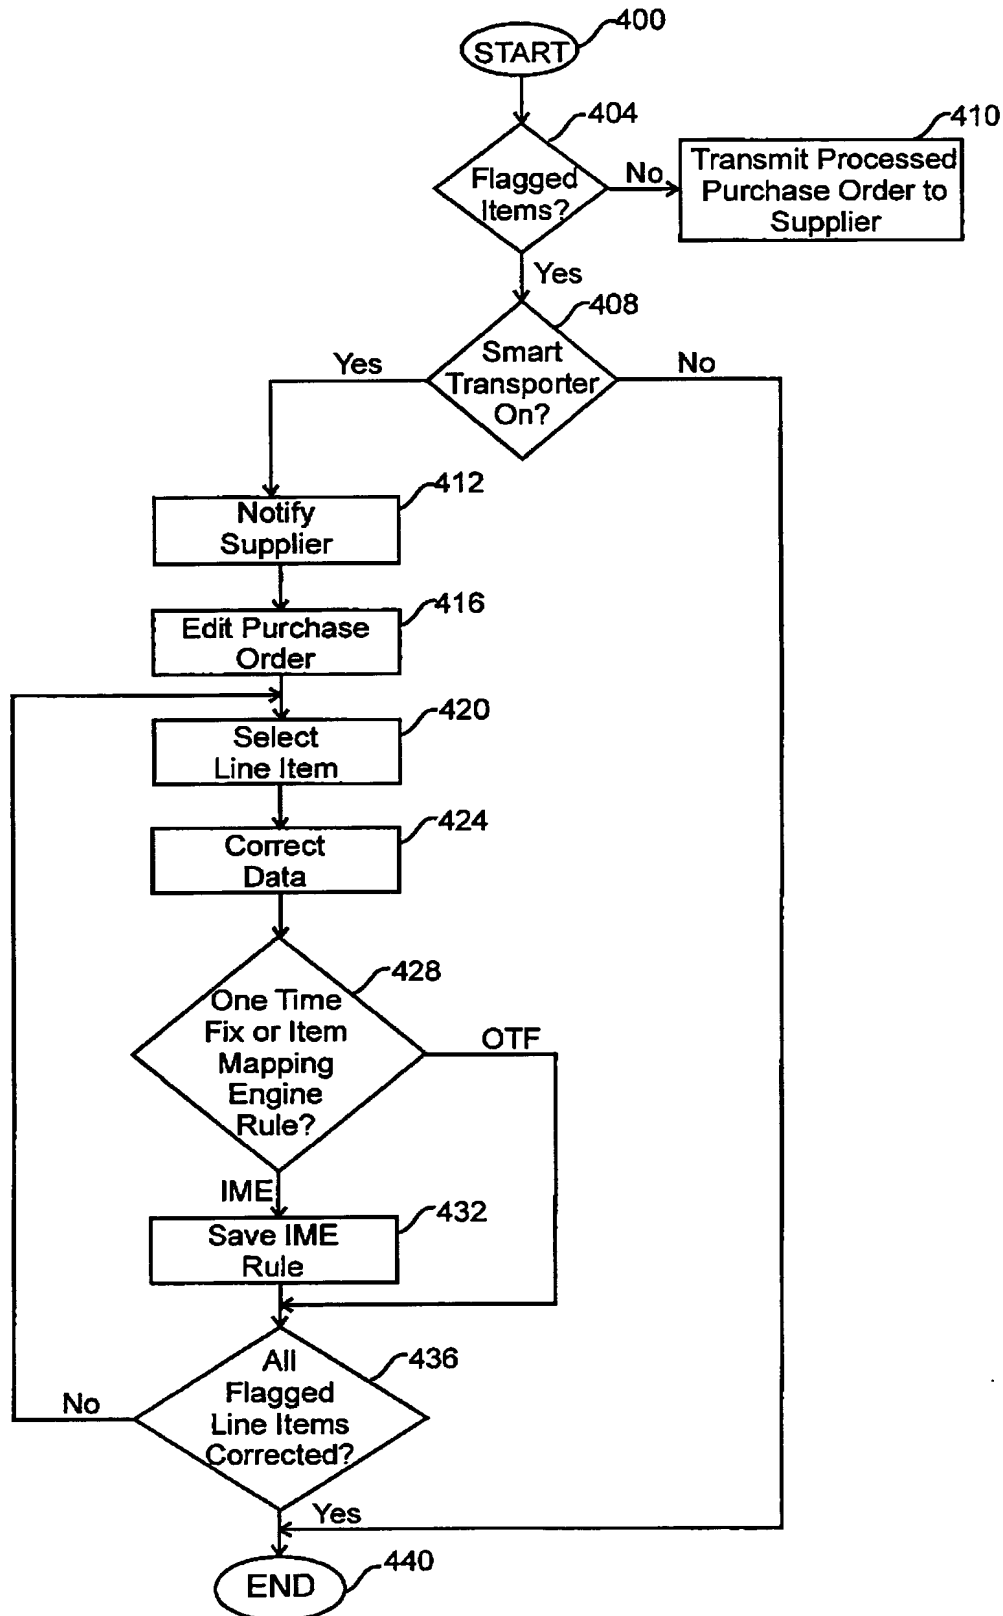 400
START
404
Flagged
Items?
No
410
Transmit Processed
Purchase Order to
Supplier
Yes
408
Smart
Transporter
On?
Yes
No
412
Notify
Supplier
416
Edit Purchase
Order
420
Select
Line Item
424
Correct
Data
428
One Time
Fix or Item
Mapping
Engine
Rule?
OTF
IME
432
Save IME
Rule
436
All
Flagged
Line Items
Corrected?
No
Yes
440
END